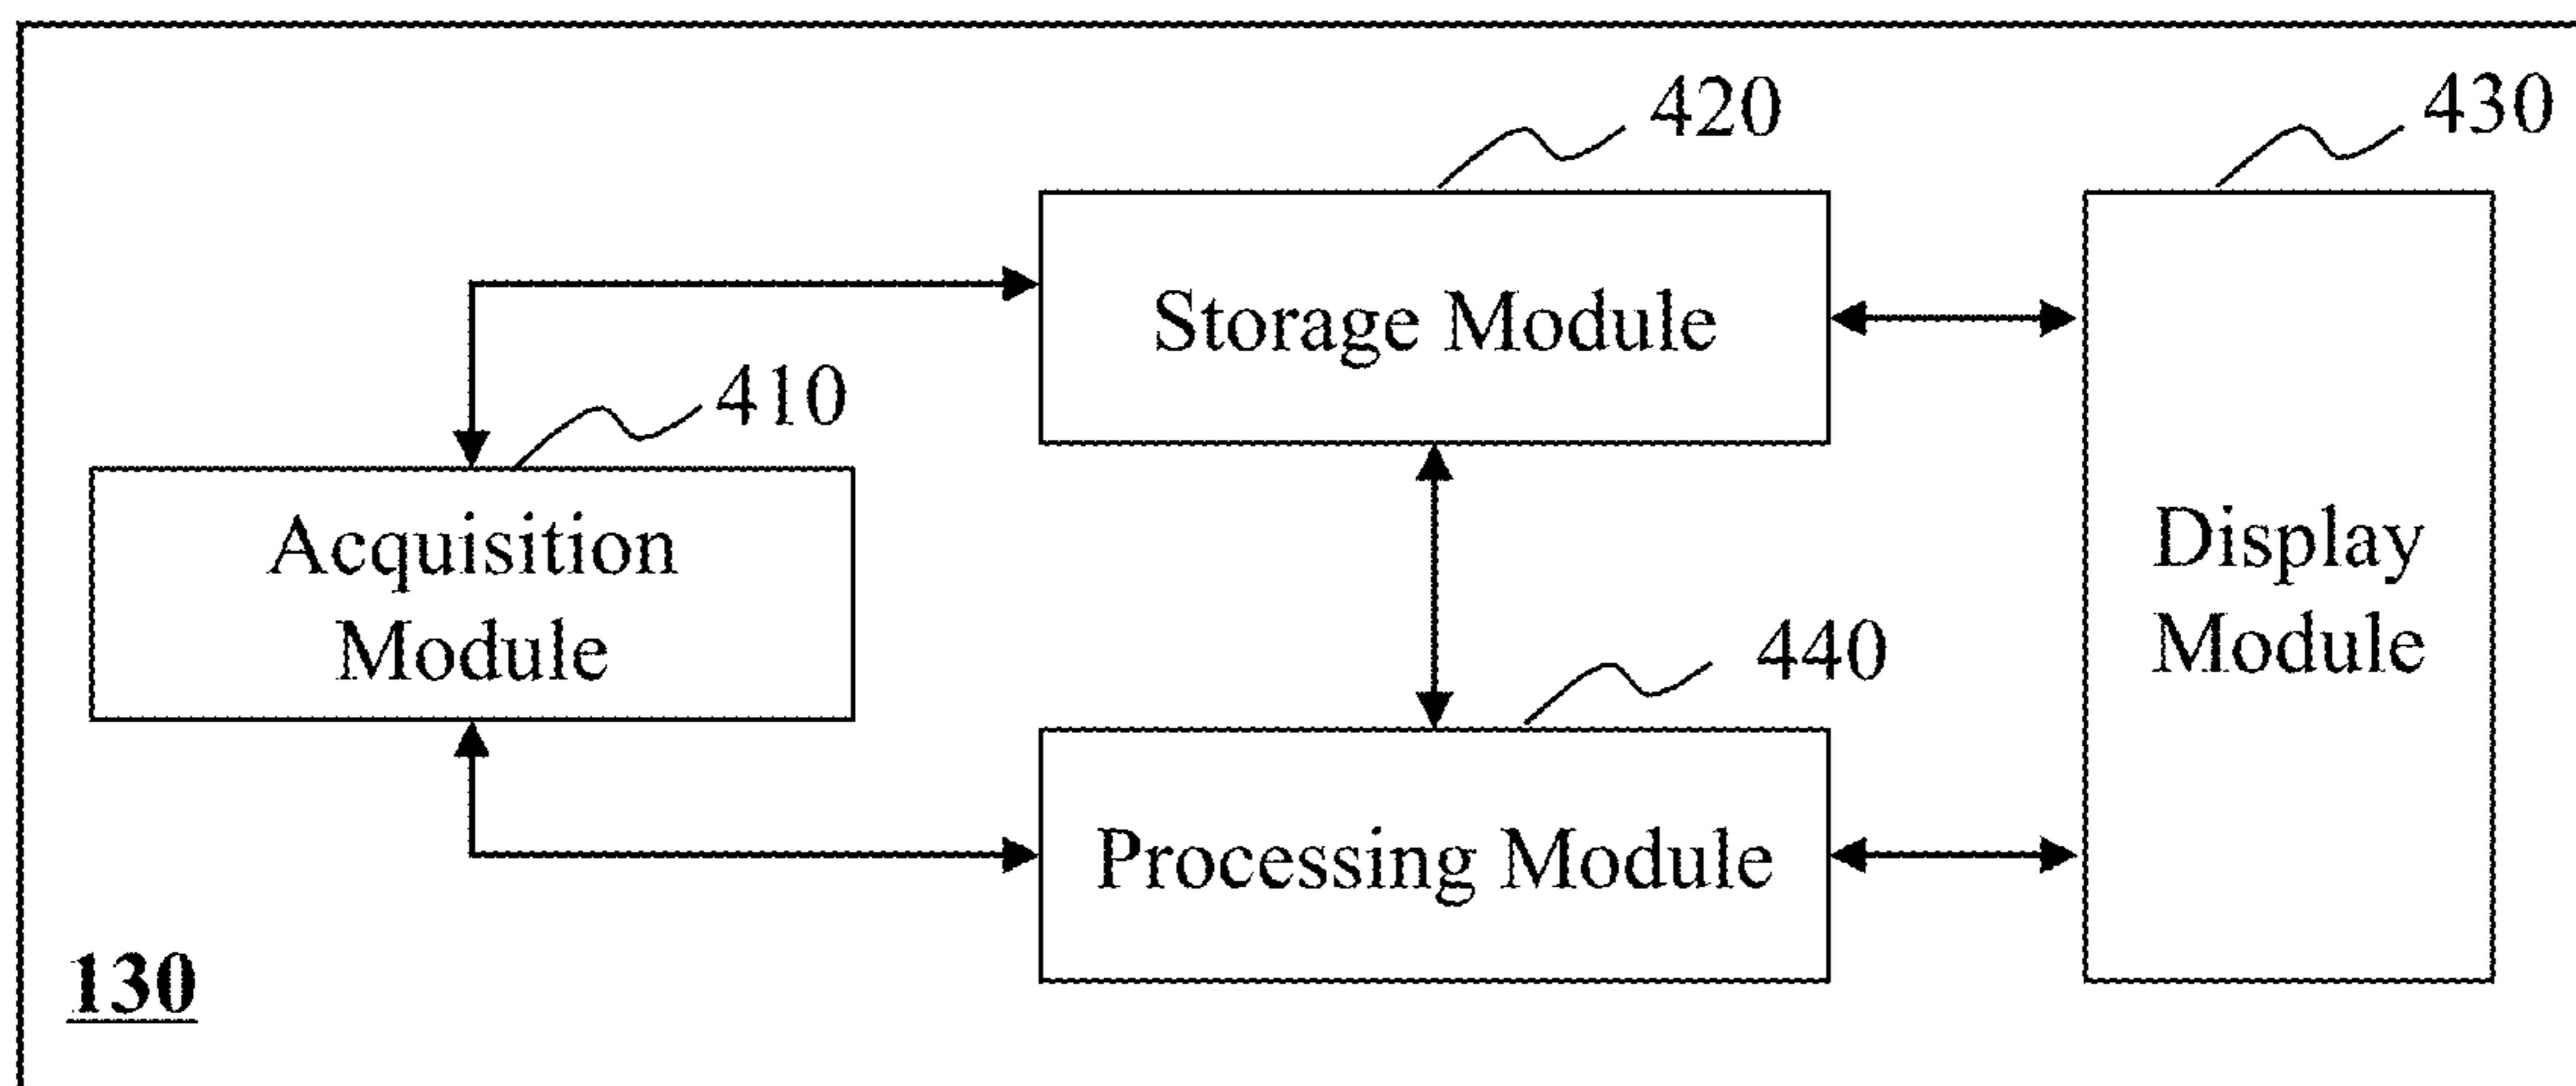 420
430
Storage Module
410
Acquisition
Module
Display
Module
440
Processing Module
130